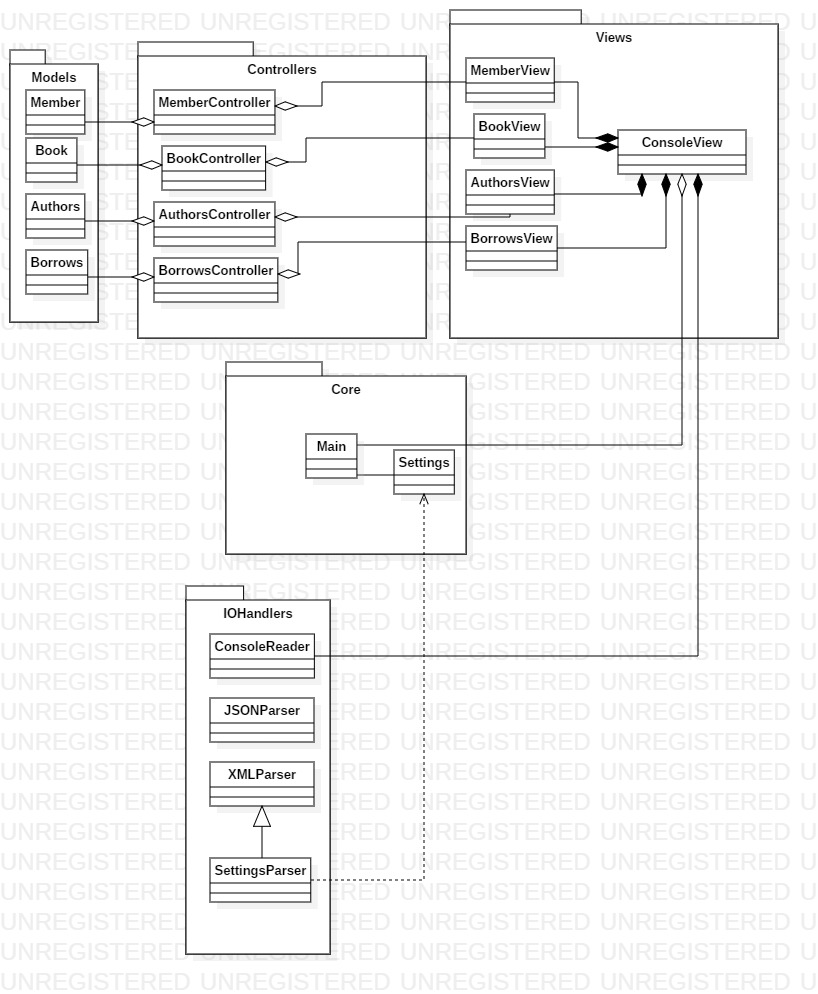 Models
Member
Book
Authors
Borrows
Controllers
MemberController
BookController
AuthorsController
BorrowsController
Views
MemberView
BookView
AuthorsView
BorrowsView
ConsoleView
Core
Main
Settings
IOHandlers
ConsoleReader
JSONParser
XMLParser
SettingsParser
UNREGISTERED